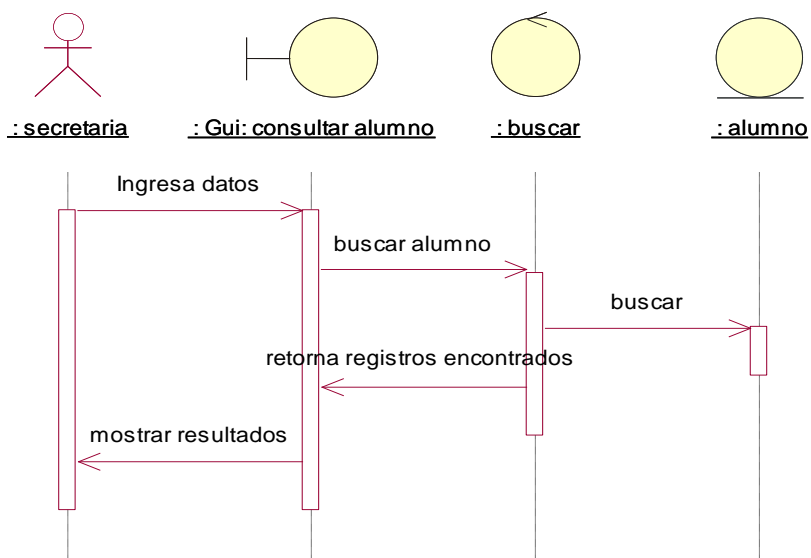 : secretaria
: Gui: consultar alumno
: buscar
: alumno
Ingresa datos
buscar alumno
buscar
retorna registros encontrados
mostrar resultados